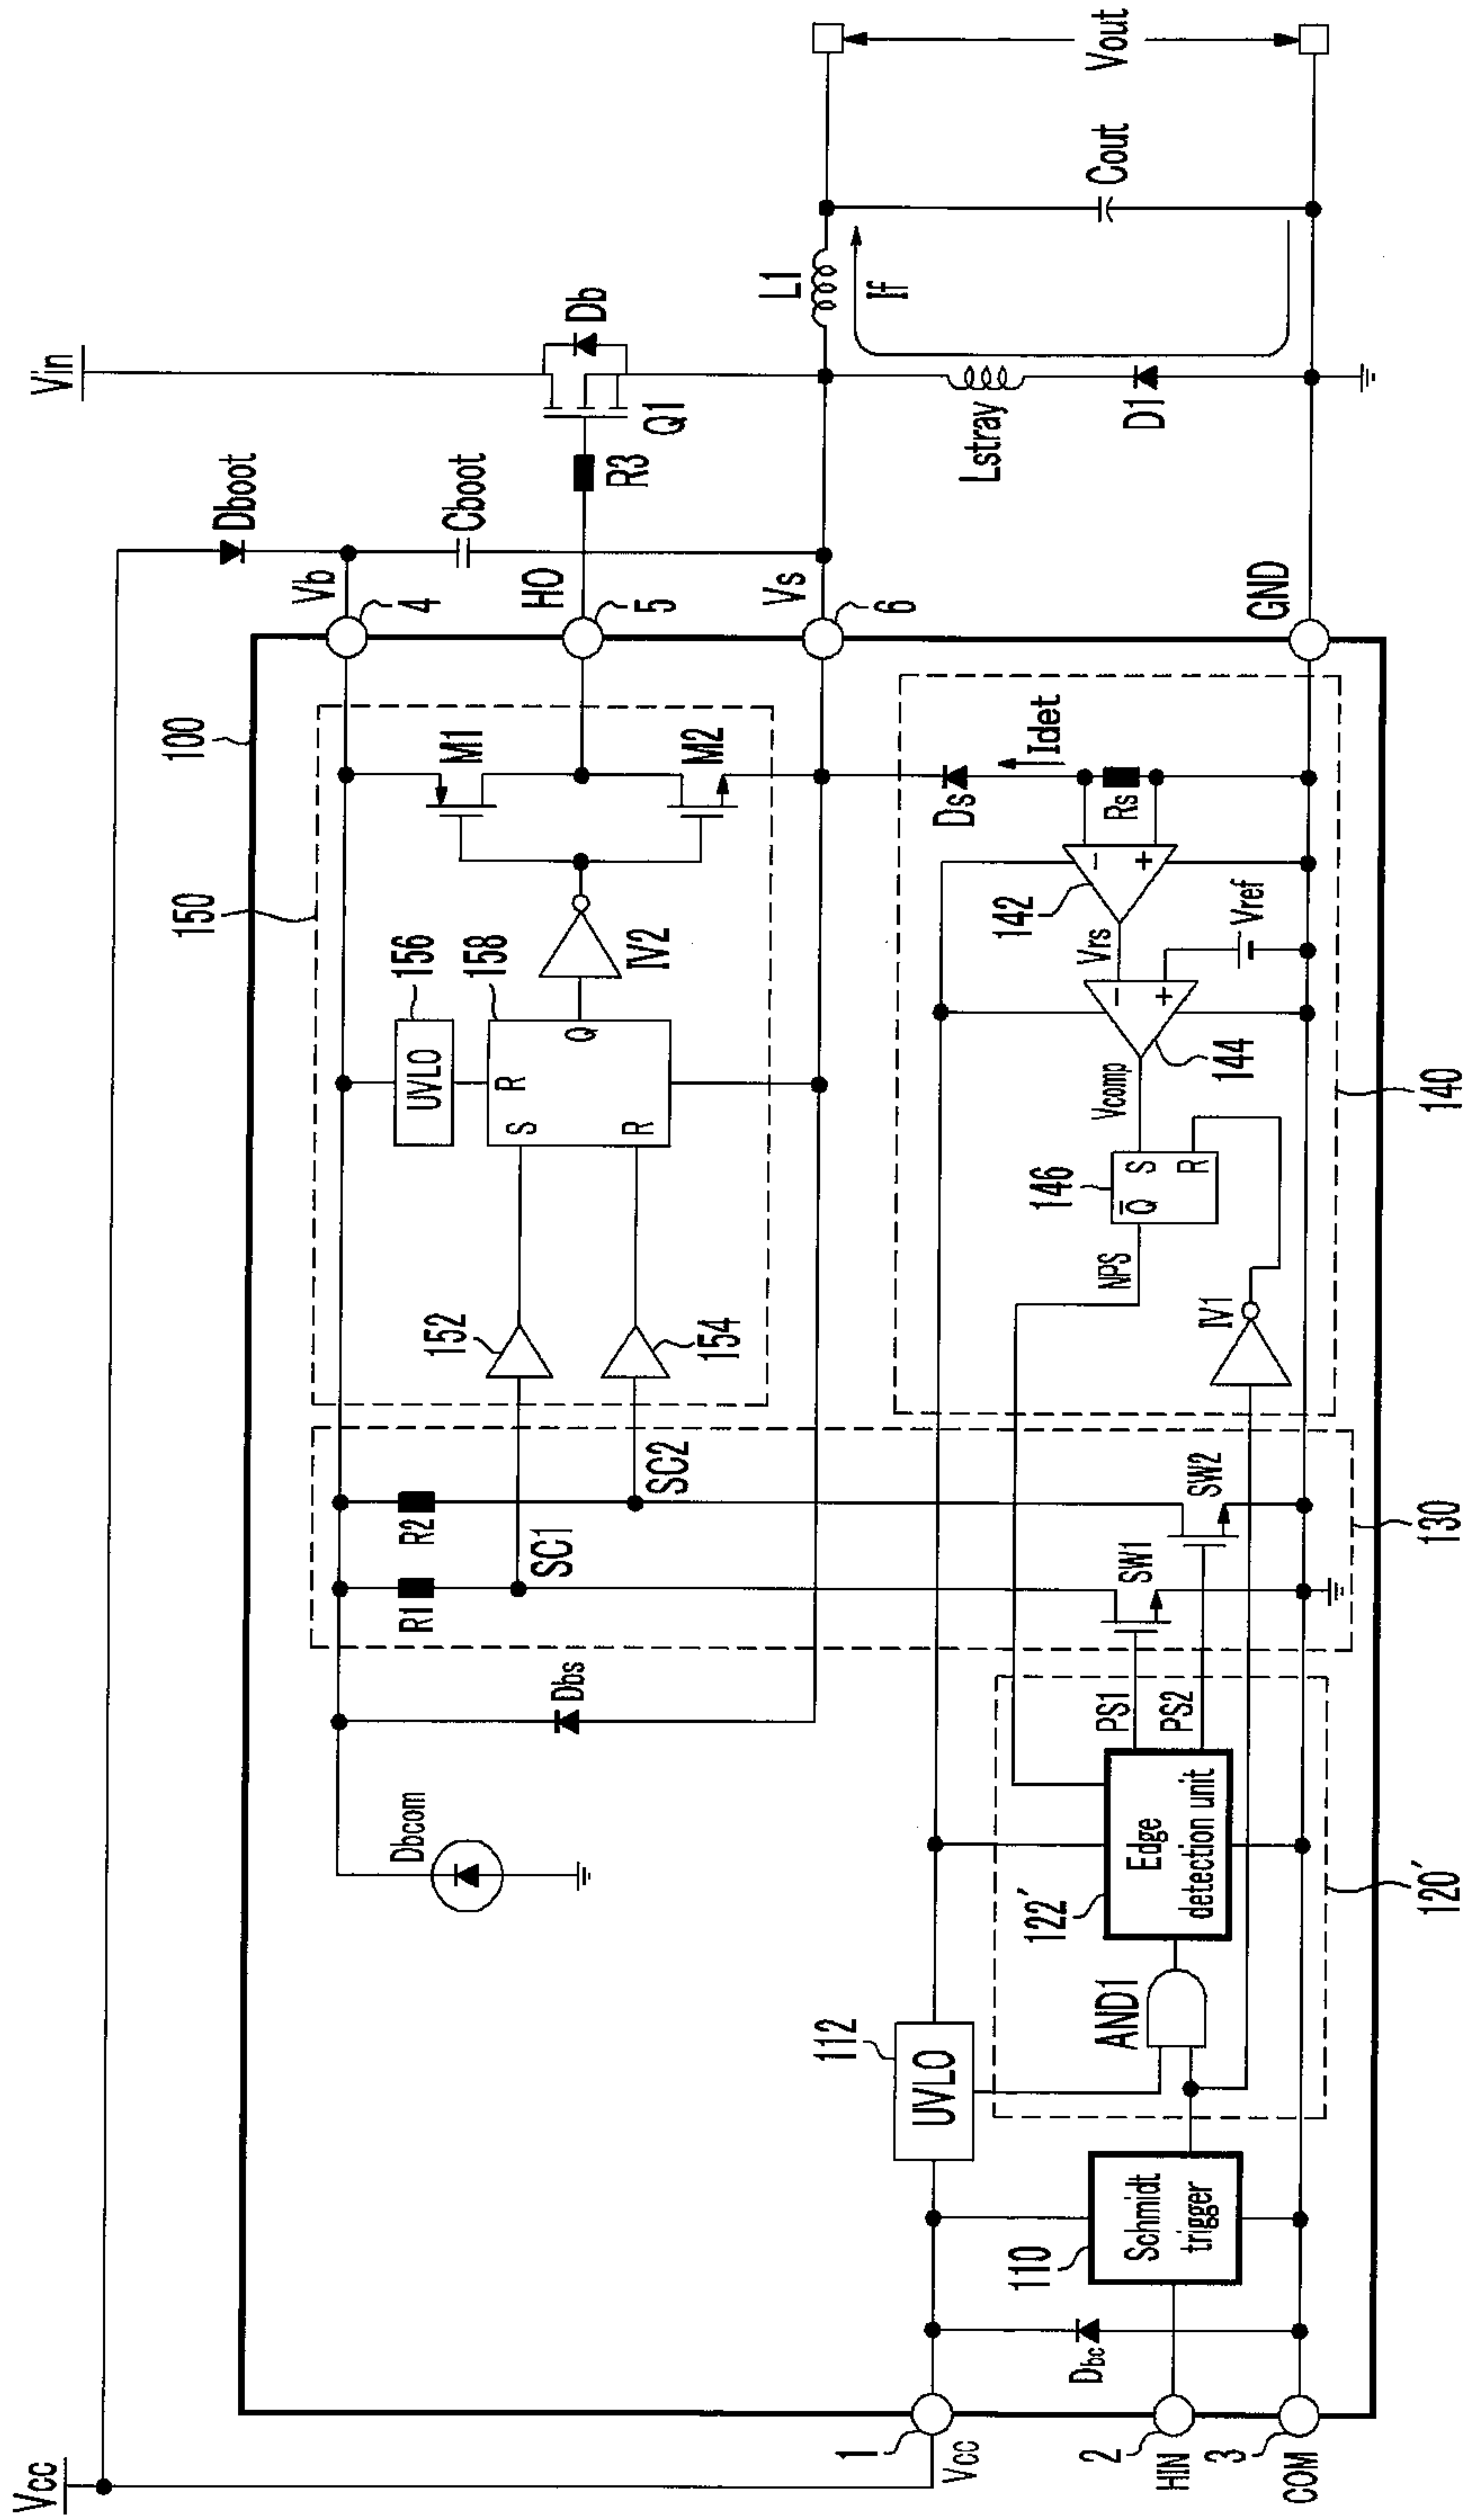 Vcc
Vin
Dboot
Vb
4
Cboot
HO
5
R3
Q1
Db
Vs
6
L1
If
Lstray
D1
Cout
Vout
GND
100
150
156
UVLO
158
S
R
R
Q
IV2
M1
M2
152
154
R1
R2
SC1
SC2
Dbcom
Dbs
Ds
Idet
Rs
-
+
142
Vrs
-
+
Vref
144
Vcomp
146
Q̅
S
R
NPS
IV1
140
SW1
SW2
130
PS1
PS2
Edge
detection unit
122′
120′
AND1
112
UVLO
Schmidt
trigger
110
Dbc
1
Vcc
2
HIN
3
COM